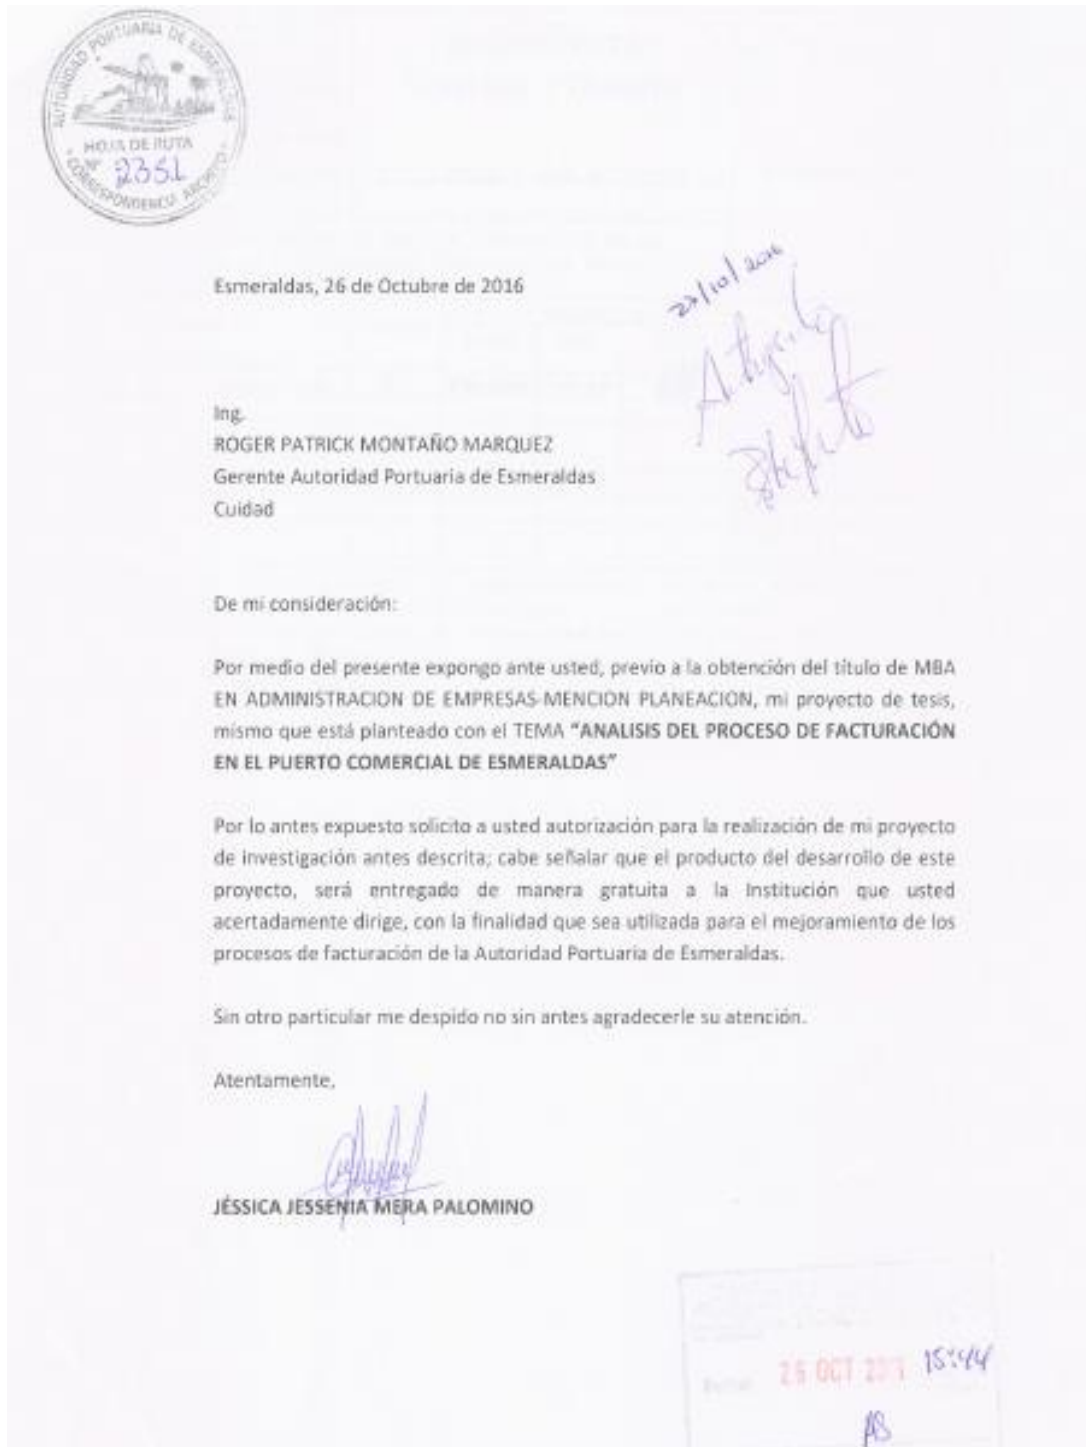 AUTORIDAD PORTUARIA DE ESMERALDAS
HOJA DE RUTA
Nº 2351
CORRESPONDENCIA ARCHIVO
27/10/2016
Esmeraldas, 26 de Octubre de 2016
Ing.
ROGER PATRICK MONTAÑO MARQUEZ
Gerente Autoridad Portuaria de Esmeraldas
Cuidad
De mi consideración:
Por medio del presente expongo ante usted, previo a la obtención del título de MBA
EN ADMINISTRACION DE EMPRESAS-MENCION PLANEACION, mi proyecto de tesis,
mismo que está planteado con el TEMA “ANALISIS DEL PROCESO DE FACTURACIÓN
EN EL PUERTO COMERCIAL DE ESMERALDAS”
Por lo antes expuesto solicito a usted autorización para la realización de mi proyecto
de investigación antes descrita; cabe señalar que el producto del desarrollo de este
proyecto, será entregado de manera gratuita a la Institución que usted
acertadamente dirige, con la finalidad que sea utilizada para el mejoramiento de los
procesos de facturación de la Autoridad Portuaria de Esmeraldas.
Sin otro particular me despido no sin antes agradecerle su atención.
Atentamente,
JÉSSICA JESSENIA MERA PALOMINO
26 OCT 15:44